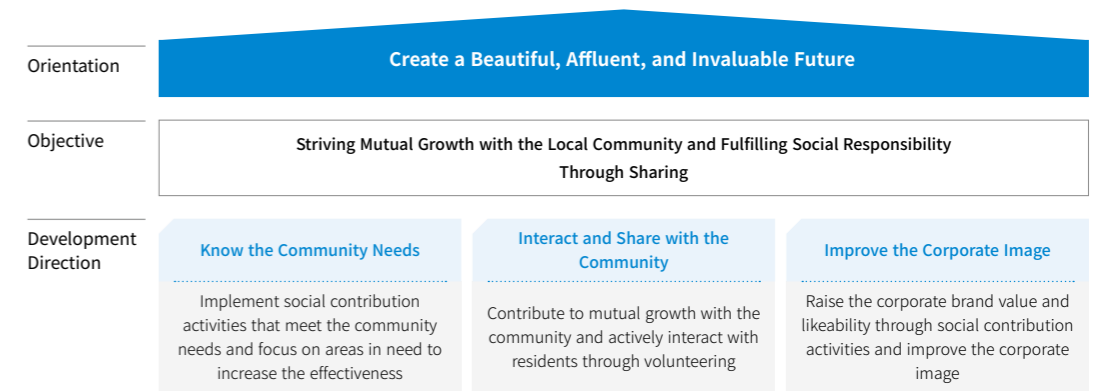 Orientation
Create a Beautiful, Affluent, and Invaluable Future
Objective
Striving Mutual Growth with the Local Community and Fulfilling Social Responsibility
Through Sharing
Development
Direction
Know the Community Needs
Implement social contribution
activities that meet the community
needs and focus on areas in need to
increase the effectiveness
Interact and Share with the
Community
Contribute to mutual growth with the
community and actively interact with
residents through volunteering
Improve the Corporate Image
Raise the corporate brand value and
likeability through social contribution
activities and improve the corporate
image